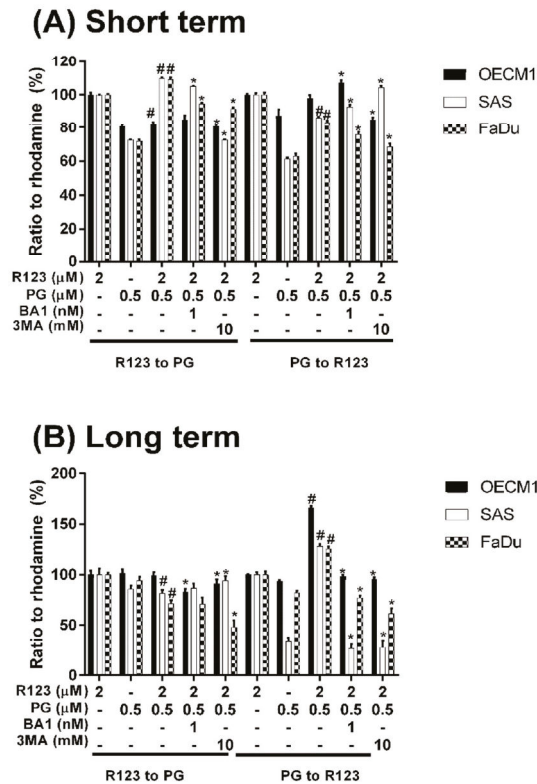 (A) Short term
Ratio to rhodamine (%)
120
100
80
60
40
20
0
# ## * * * * * * ## * * * * * *
OECM1
SAS
FaDu
R123 (μM) 2 - 2 2 2 2 - 2 2 2
PG (μM) - 0.5 0.5 0.5 0.5 - 0.5 0.5 0.5 0.5
BA1 (nM) - - - 1 - - - - 1 -
3MA (mM) - - - - 10 - - - - 10
R123 to PG PG to R123
(B) Long term
Ratio to rhodamine (%)
200
150
100
50
0
# # * * * * # # # * * * * * *
OECM1
SAS
FaDu
R123 (μM) 2 - 2 2 2 2 - 2 2 2
PG (μM) - 0.5 0.5 0.5 0.5 - 0.5 0.5 0.5 0.5
BA1 (nM) - - - 1 - - - - 1 -
3MA (mM) - - - - 10 - - - - 10
R123 to PG PG to R123